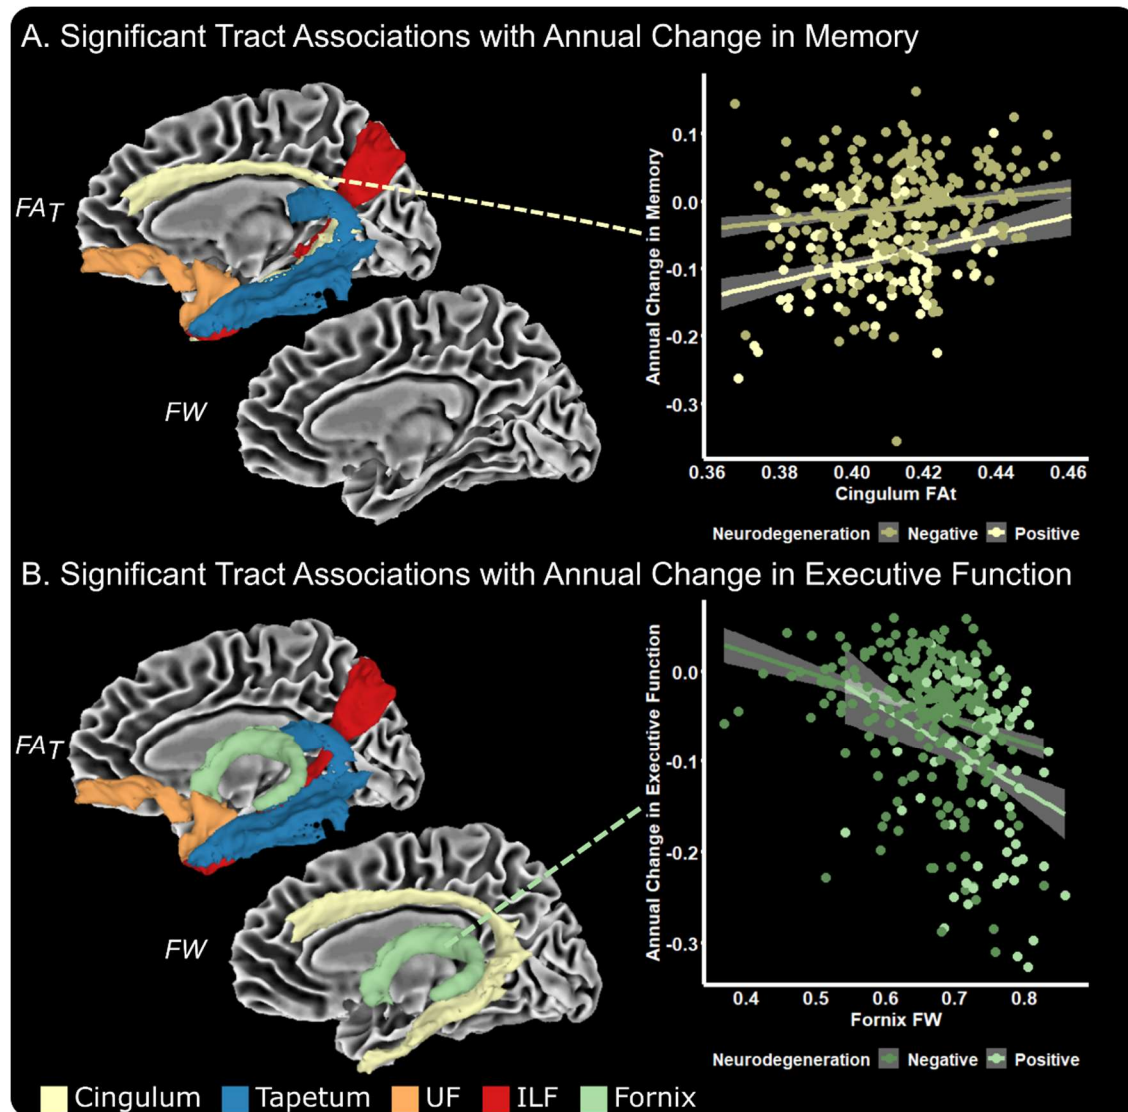 A. Significant Tract Associations with Annual Change in Memory
FAT
FW
Annual Change in Memory
0.1
0.0
-0.1
-0.2
-0.3
0.36 0.38 0.40 0.42 0.44 0.46
Cingulum FAt
Neurodegeneration Negative Positive
B. Significant Tract Associations with Annual Change in Executive Function
FAT
FW
Annual Change in Executive Function
0.0
-0.1
-0.2
-0.3
0.4 0.5 0.6 0.7 0.8
Fornix FW
Neurodegeneration Negative Positive
Cingulum Tapetum UF ILF Fornix